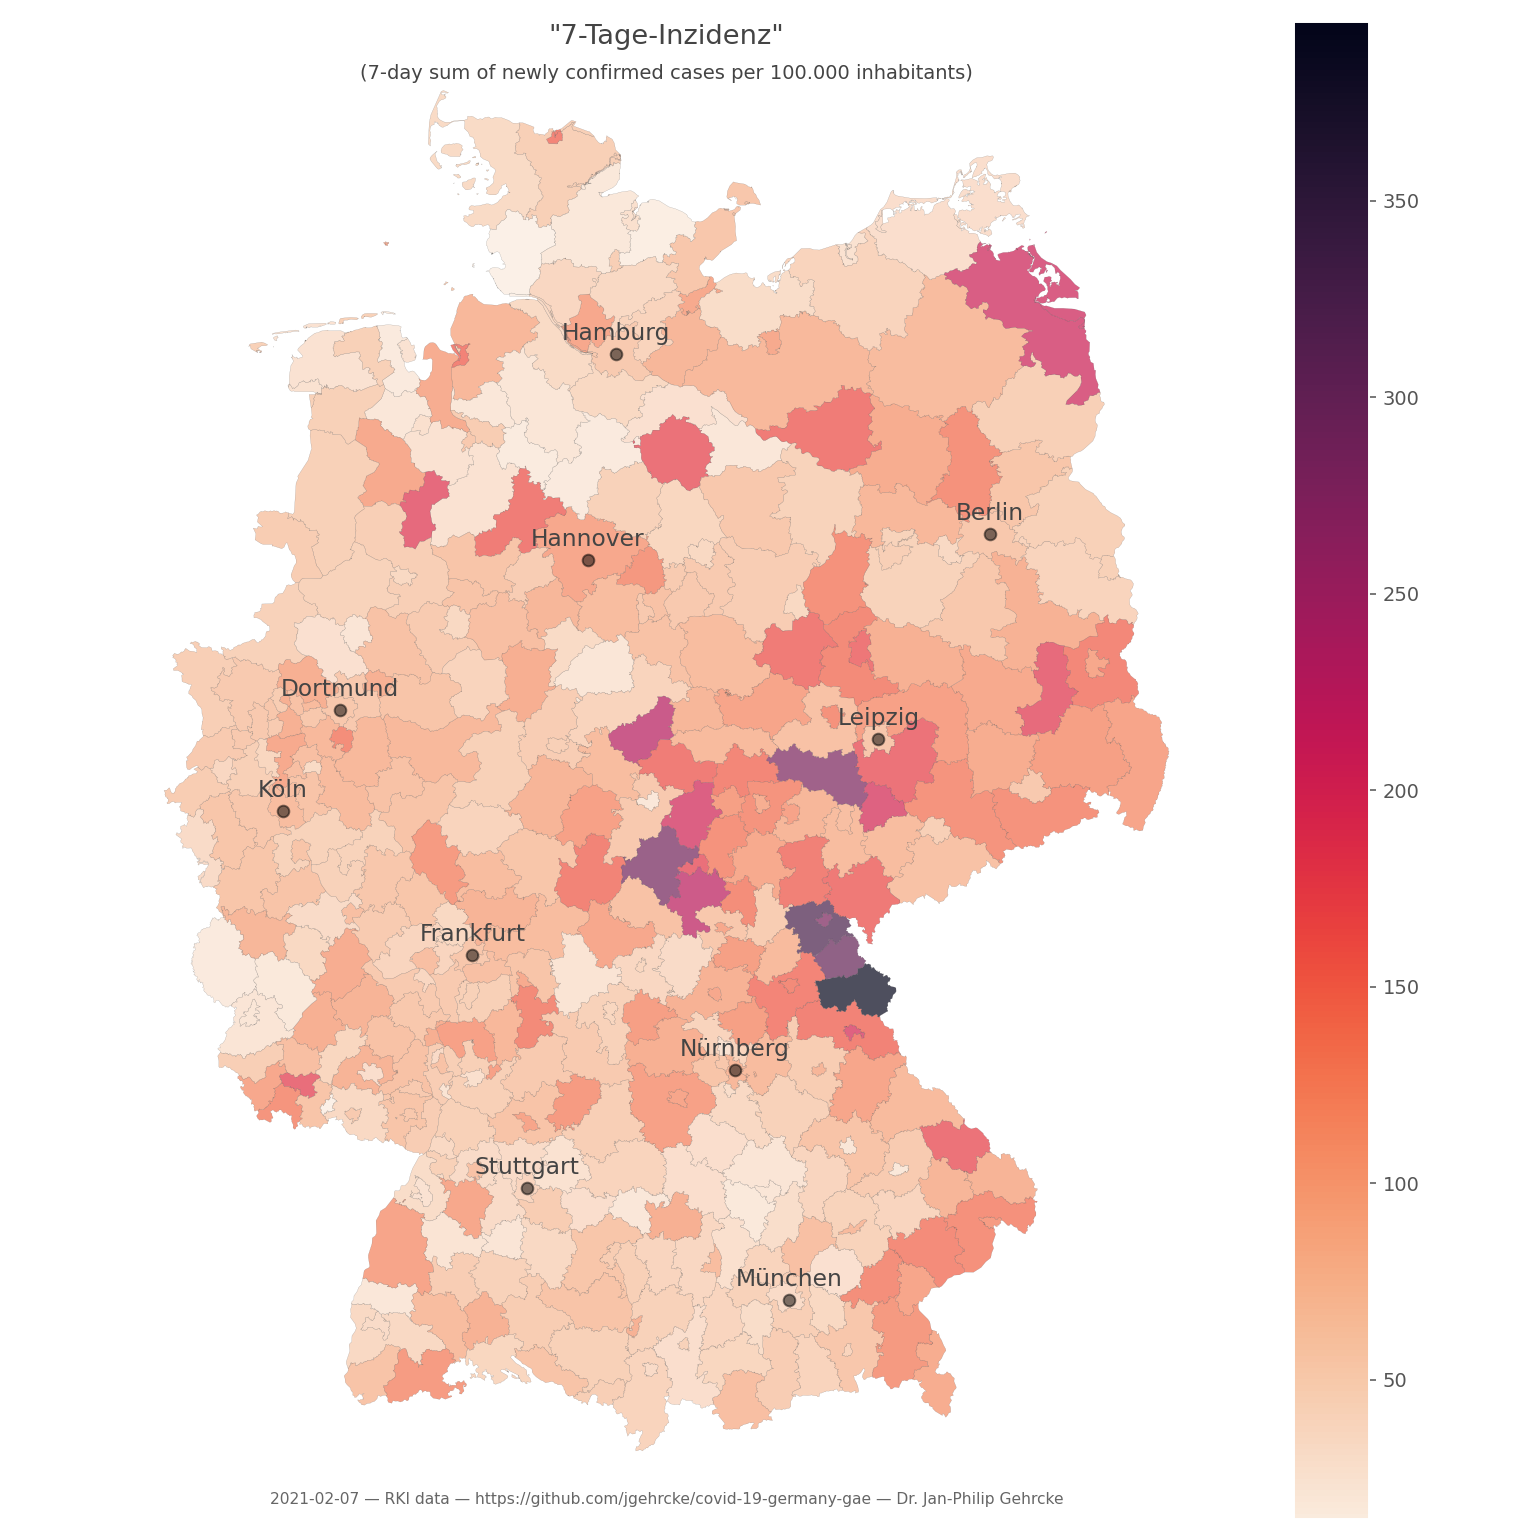 "7-Tage-Inzidenz"
(7-day sum of newly confirmed cases per 100.000 inhabitants)
350
Hamburg
300
Berlin
Hannover
250
Dortmund
Leipzig
200
Köln
Frankfurt
150
Nürnberg
100
Stuttgart
München
50
2021-02-07 — RKI data — https://github.com/jgehrcke/covid-19-germany-gae — Dr. Jan-Philip Gehrcke